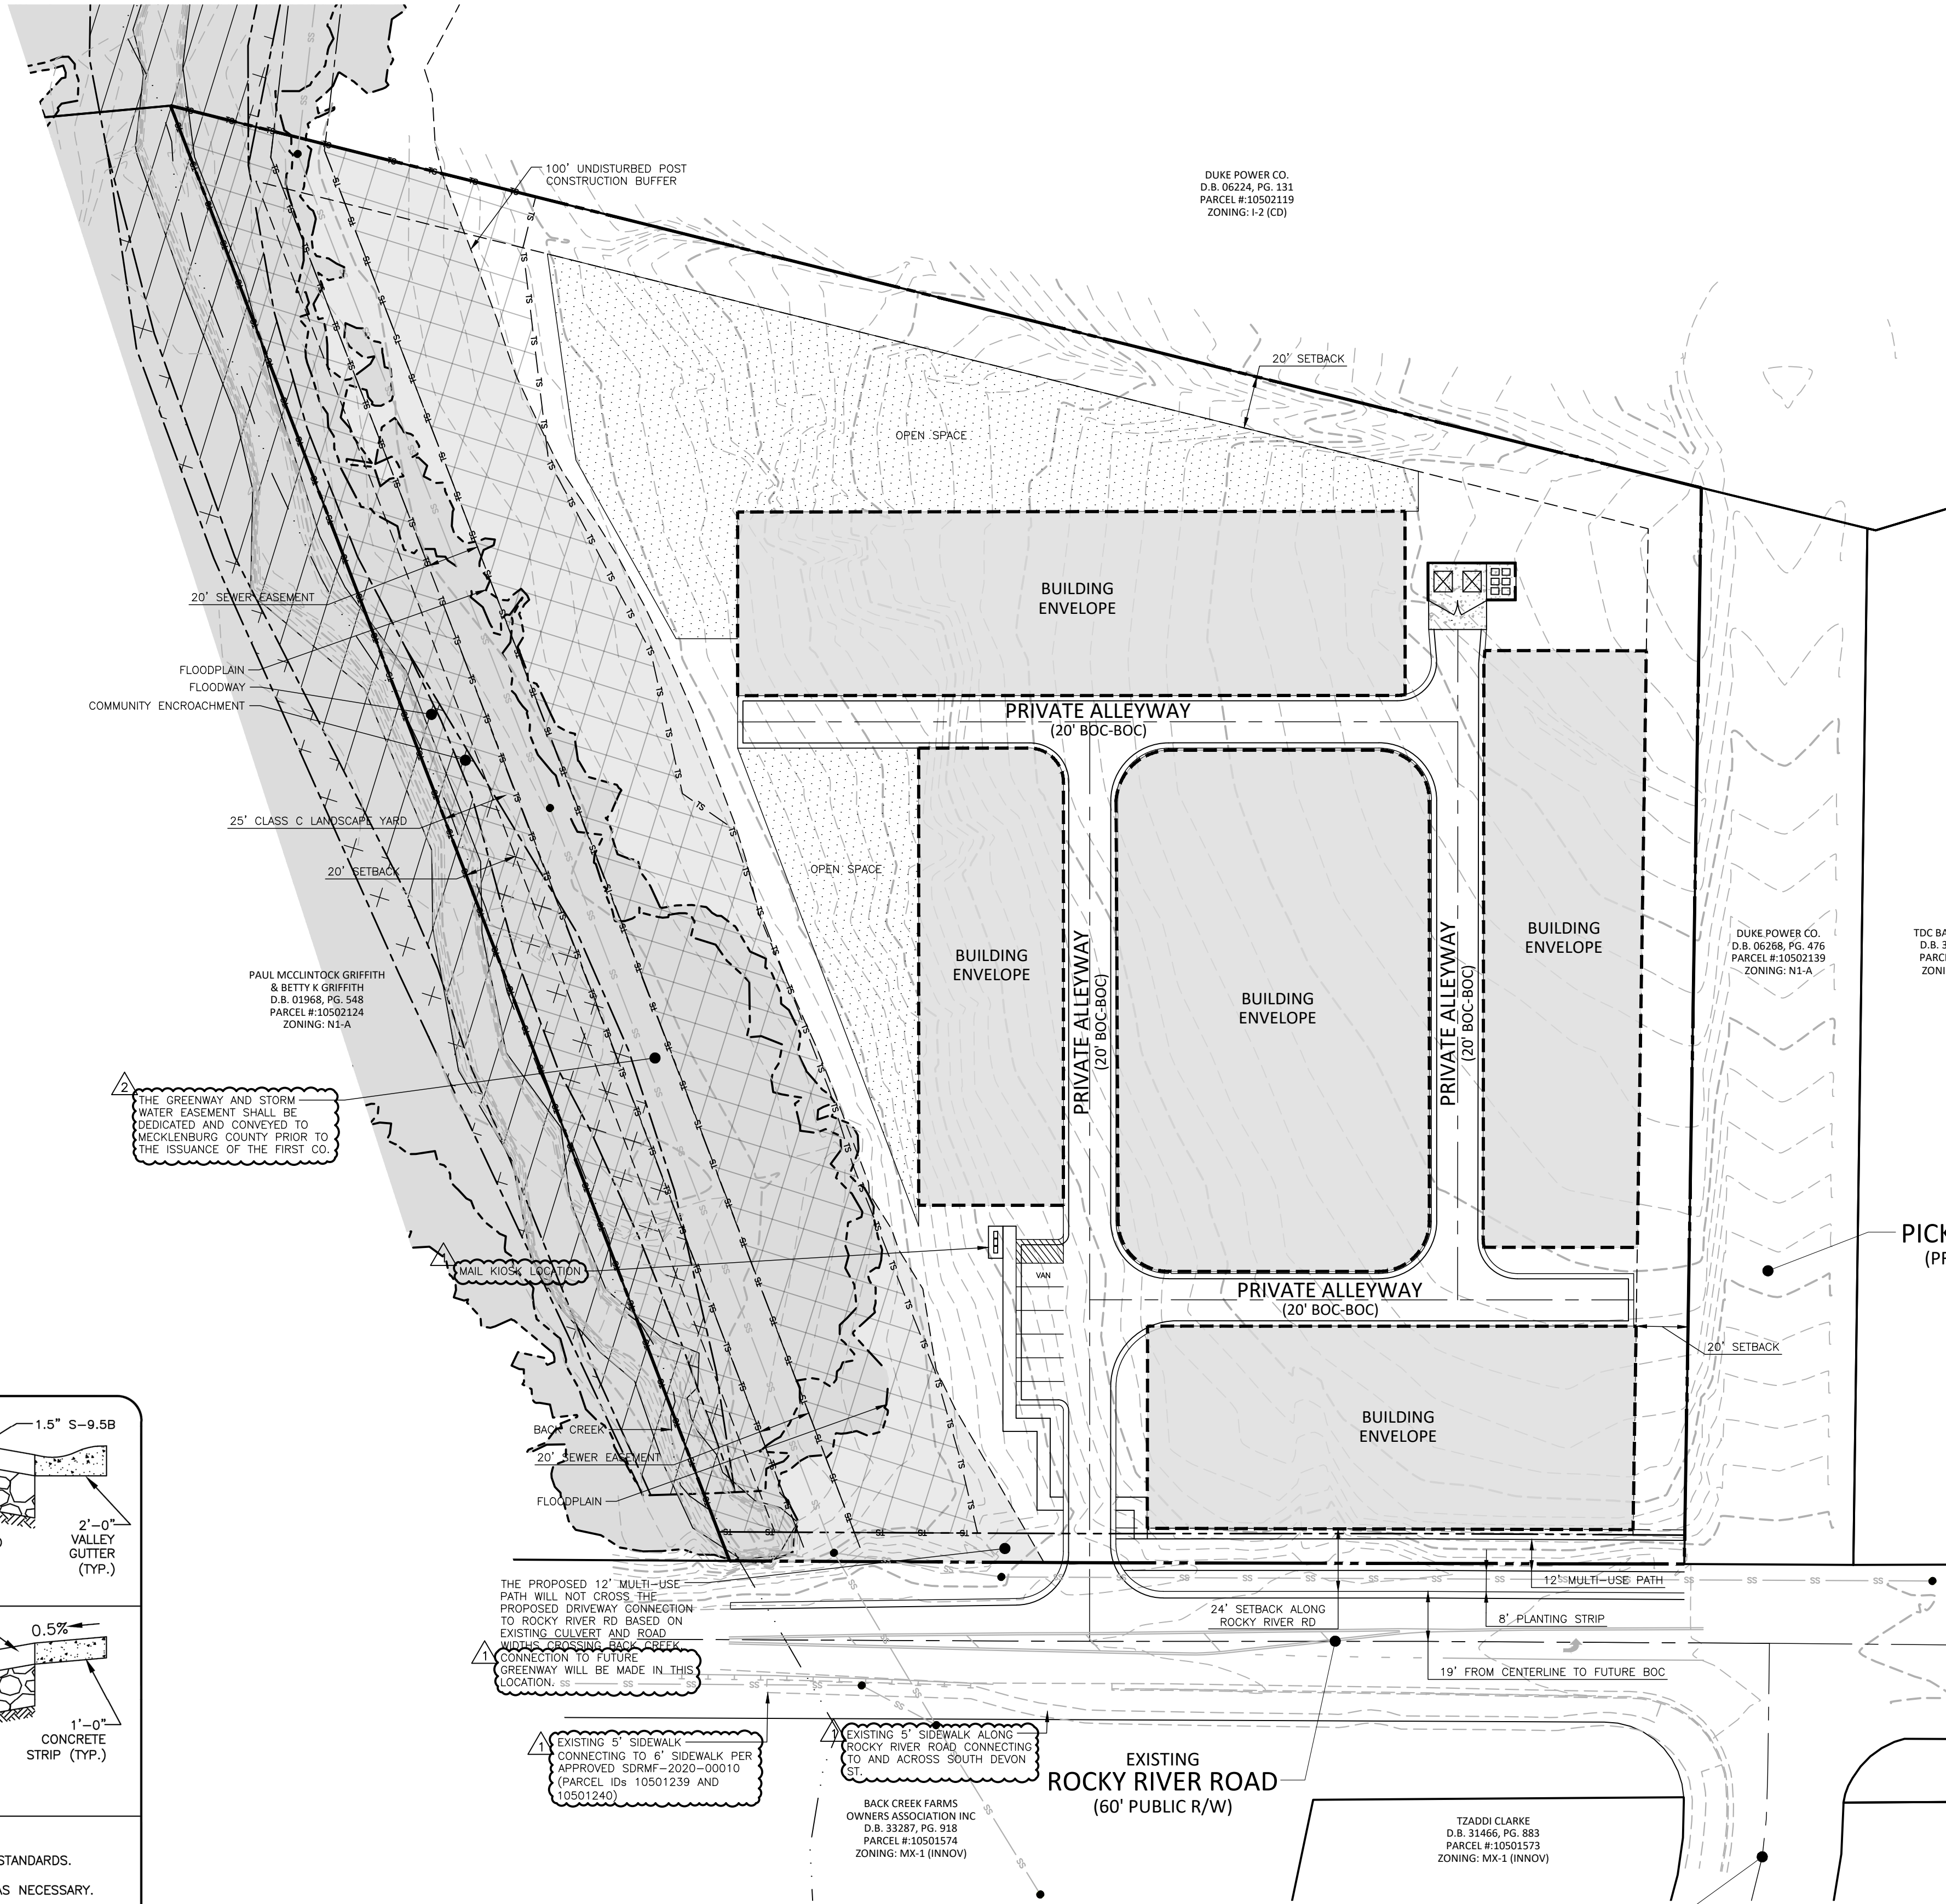 100' UNDISTURBED POST
CONSTRUCTION BUFFER
DUKE POWER CO.
D.B. 06224, PG. 131
PARCEL #:10502119
ZONING: I-2 (CD)
20' SETBACK
OPEN SPACE
BUILDING
ENVELOPE
20' SEWER EASEMENT
FLOODPLAIN
FLOODWAY
COMMUNITY ENCROACHMENT
PRIVATE ALLEYWAY
(20' BOC-BOC)
25' CLASS C LANDSCAPE YARD
20' SETBACK
OPEN SPACE
BUILDING
ENVELOPE
PRIVATE ALLEYWAY
(20' BOC-BOC)
BUILDING
ENVELOPE
PRIVATE ALLEYWAY
(20' BOC-BOC)
BUILDING
ENVELOPE
DUKE POWER CO.
D.B. 06268, PG. 476
PARCEL #:10502139
ZONING: N1-A
TDC BA
D.B. 3
PARC
ZONI
PAUL MCCLINTOCK GRIFFITH
& BETTY K GRIFFITH
D.B. 01968, PG. 548
PARCEL #:10502124
ZONING: N1-A
2
THE GREENWAY AND STORM
WATER EASEMENT SHALL BE
DEDICATED AND CONVEYED TO
MECKLENBURG COUNTY PRIOR TO
THE ISSUANCE OF THE FIRST CO.
PICK
(PR
1
MAIL KIOSK LOCATION
VAN
PRIVATE ALLEYWAY
(20' BOC-BOC)
20' SETBACK
BUILDING
ENVELOPE
BACK CREEK
20' SEWER EASEMENT
FLOODPLAIN
1.5" S-9.5B
2'-0"
VALLEY
GUTTER
(TYP.)
0.5%
1'-0"
CONCRETE
STRIP (TYP.)
STANDARDS.
AS NECESSARY.
THE PROPOSED 12' MULTI-USE
PATH WILL NOT CROSS THE
PROPOSED DRIVEWAY CONNECTION
TO ROCKY RIVER RD BASED ON
EXISTING CULVERT AND ROAD
WIDTHS CROSSING BACK CREEK.
1
CONNECTION TO FUTURE
GREENWAY WILL BE MADE IN THIS
LOCATION.
12' MULTI-USE PATH
24' SETBACK ALONG
ROCKY RIVER RD
8' PLANTING STRIP
19' FROM CENTERLINE TO FUTURE BOC
1
EXISTING 5' SIDEWALK
CONNECTING TO 6' SIDEWALK PER
APPROVED SDRMF-2020-00010
(PARCEL IDs 10501239 AND
10501240)
1
EXISTING 5' SIDEWALK ALONG
ROCKY RIVER ROAD CONNECTING
TO AND ACROSS SOUTH DEVON
ST.
EXISTING
ROCKY RIVER ROAD
(60' PUBLIC R/W)
BACK CREEK FARMS
OWNERS ASSOCIATION INC
D.B. 33287, PG. 918
PARCEL #:10501574
ZONING: MX-1 (INNOV)
TZADDI CLARKE
D.B. 31466, PG. 883
PARCEL #:10501573
ZONING: MX-1 (INNOV)